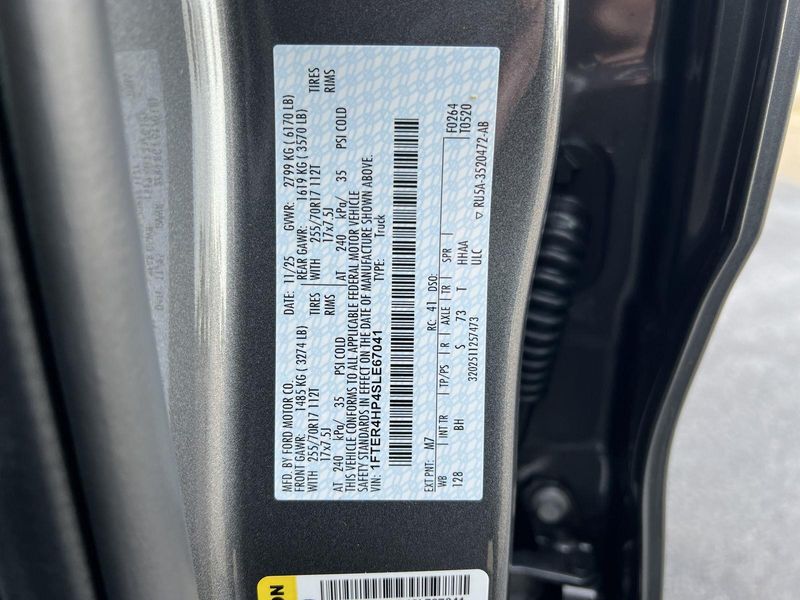 MFD. BY FORD MOTOR CO. DATE: 11/25 GVWR: 2799 KG ( 6170 LB)
FRONT GAWR: 1485 KG ( 3274 LB) REAR GAWR: 1619 KG ( 3570 LB)
WITH 255/70R17 112T TIRES WITH 255/70R17 112T TIRES
17x7.5J RIMS 17x7.5J RIMS
AT 240 kPa/ 35 PSI COLD AT 240 kPa/ 35 PSI COLD
THIS VEHICLE CONFORMS TO ALL APPLICABLE FEDERAL MOTOR VEHICLE
SAFETY STANDARDS IN EFFECT ON THE DATE OF MANUFACTURE SHOWN ABOVE.
VIN: 1FTER4HP4SLE67041 TYPE: Truck
F0264
T0520
EXT PNT: M7 RC: 41 DSO:
WB INT TR TP/PS R AXLE TR SPR
128 BH S 73 T HHAA
ULC
▽ RU5A-3520472-AB
3202511257473
ON